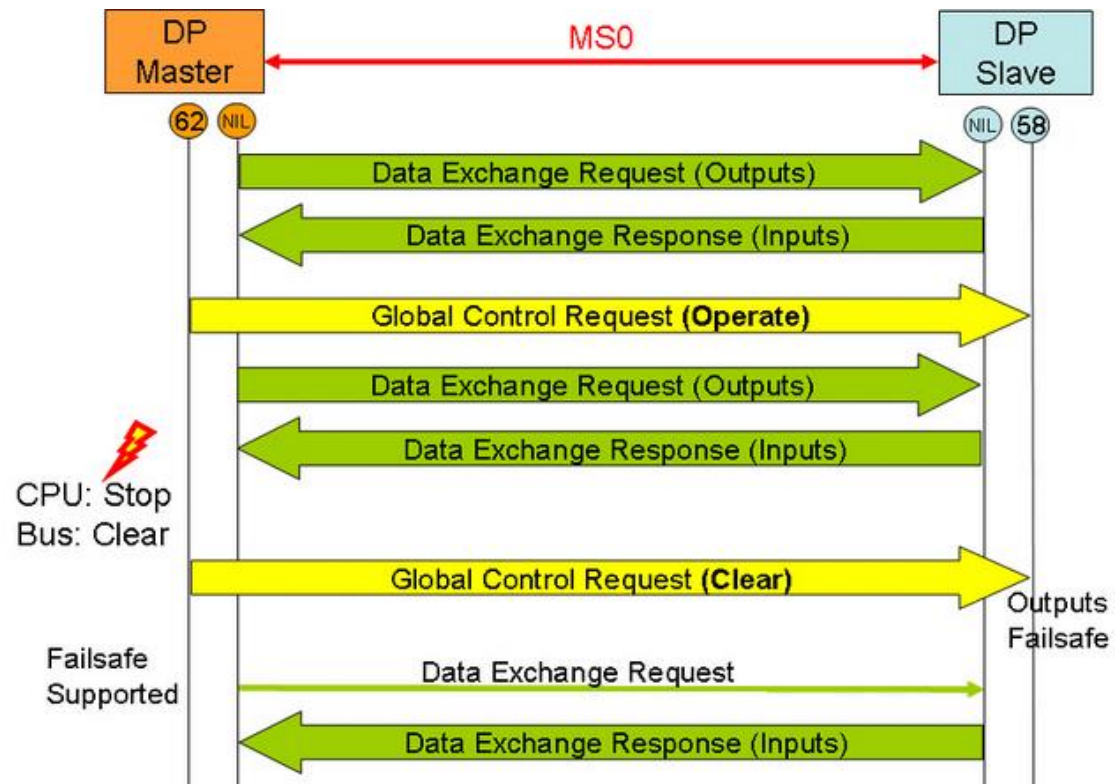 DP
Master
MS0
DP
Slave
62
NIL
NIL
58
Data Exchange Request (Outputs)
Data Exchange Response (Inputs)
Global Control Request (Operate)
Data Exchange Request (Outputs)
Data Exchange Response (Inputs)
CPU: Stop
Bus: Clear
Global Control Request (Clear)
Outputs
Failsafe
Failsafe
Supported
Data Exchange Request
Data Exchange Response (Inputs)